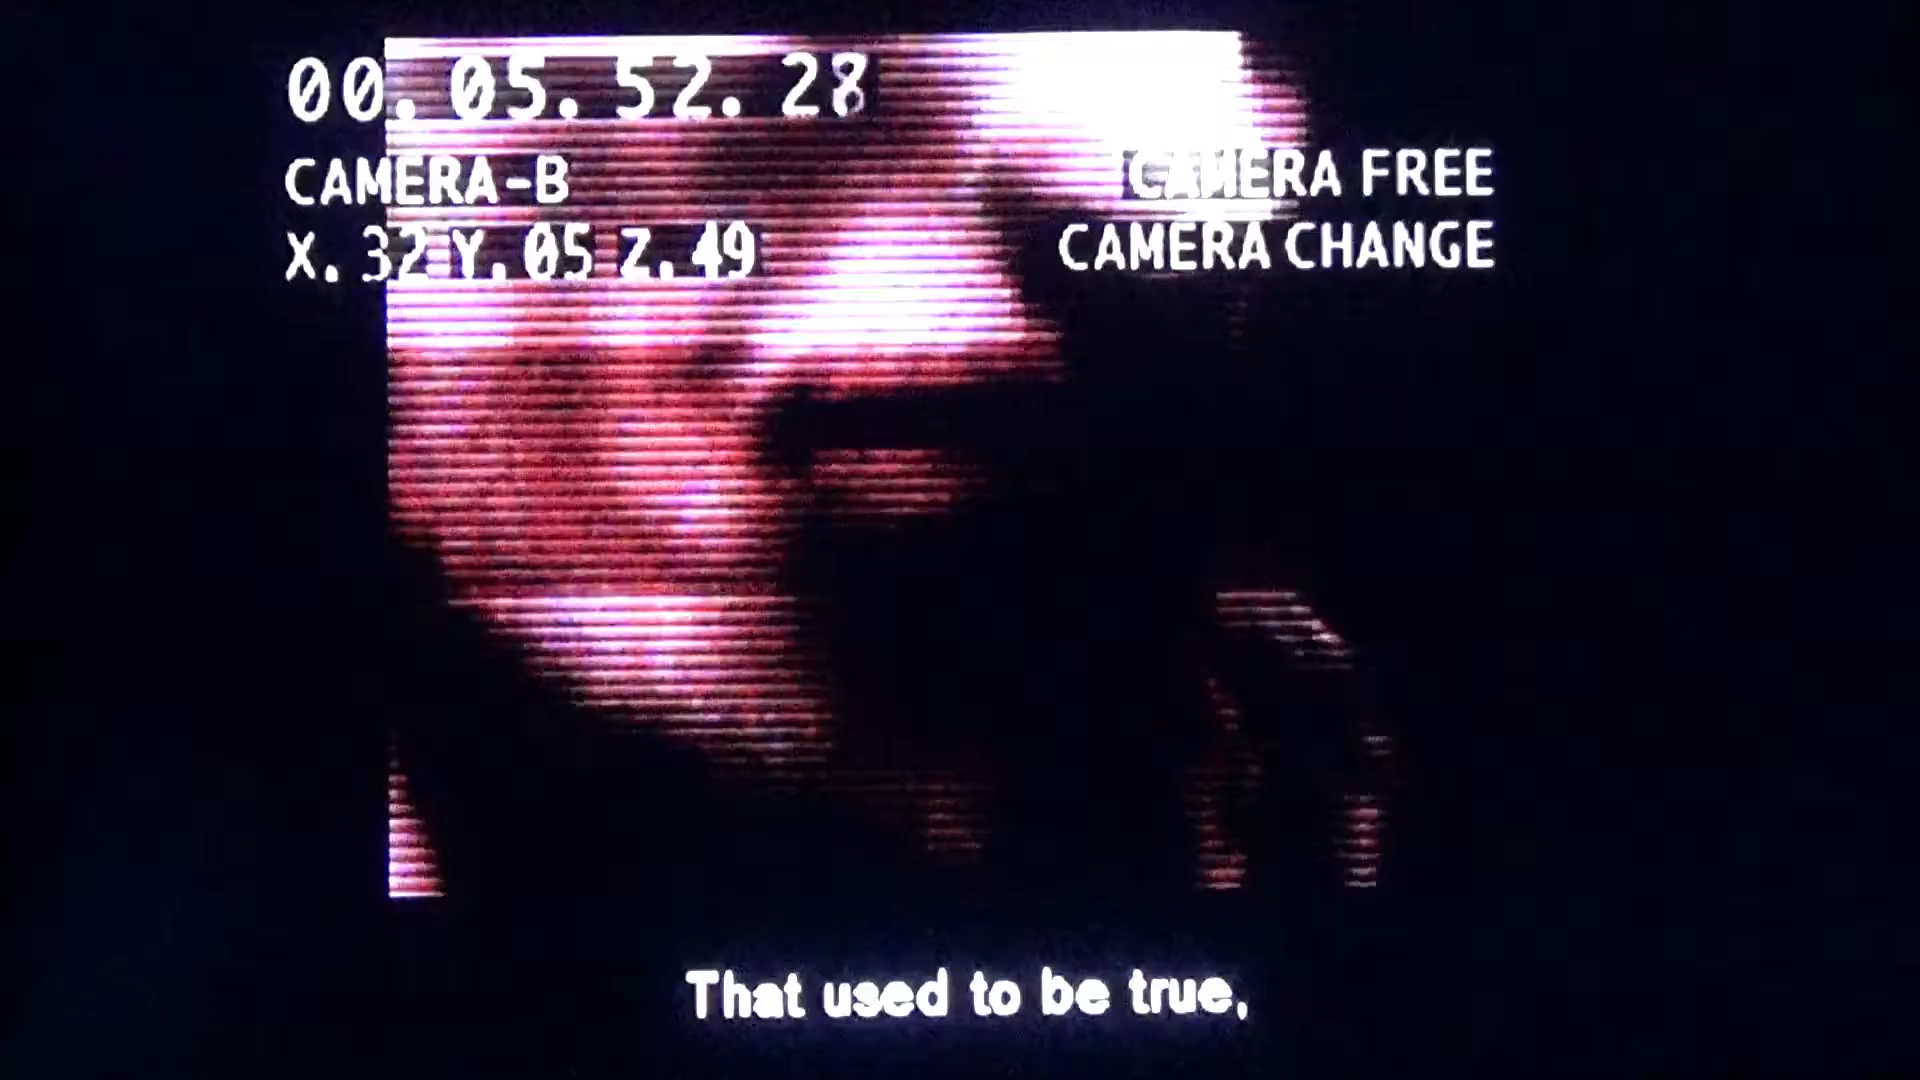 00. 05. 52. 28
CAMERA-B
X. 32 Y. 05 Z. 49
CAMERA FREE
CAMERA CHANGE
That used to be true,